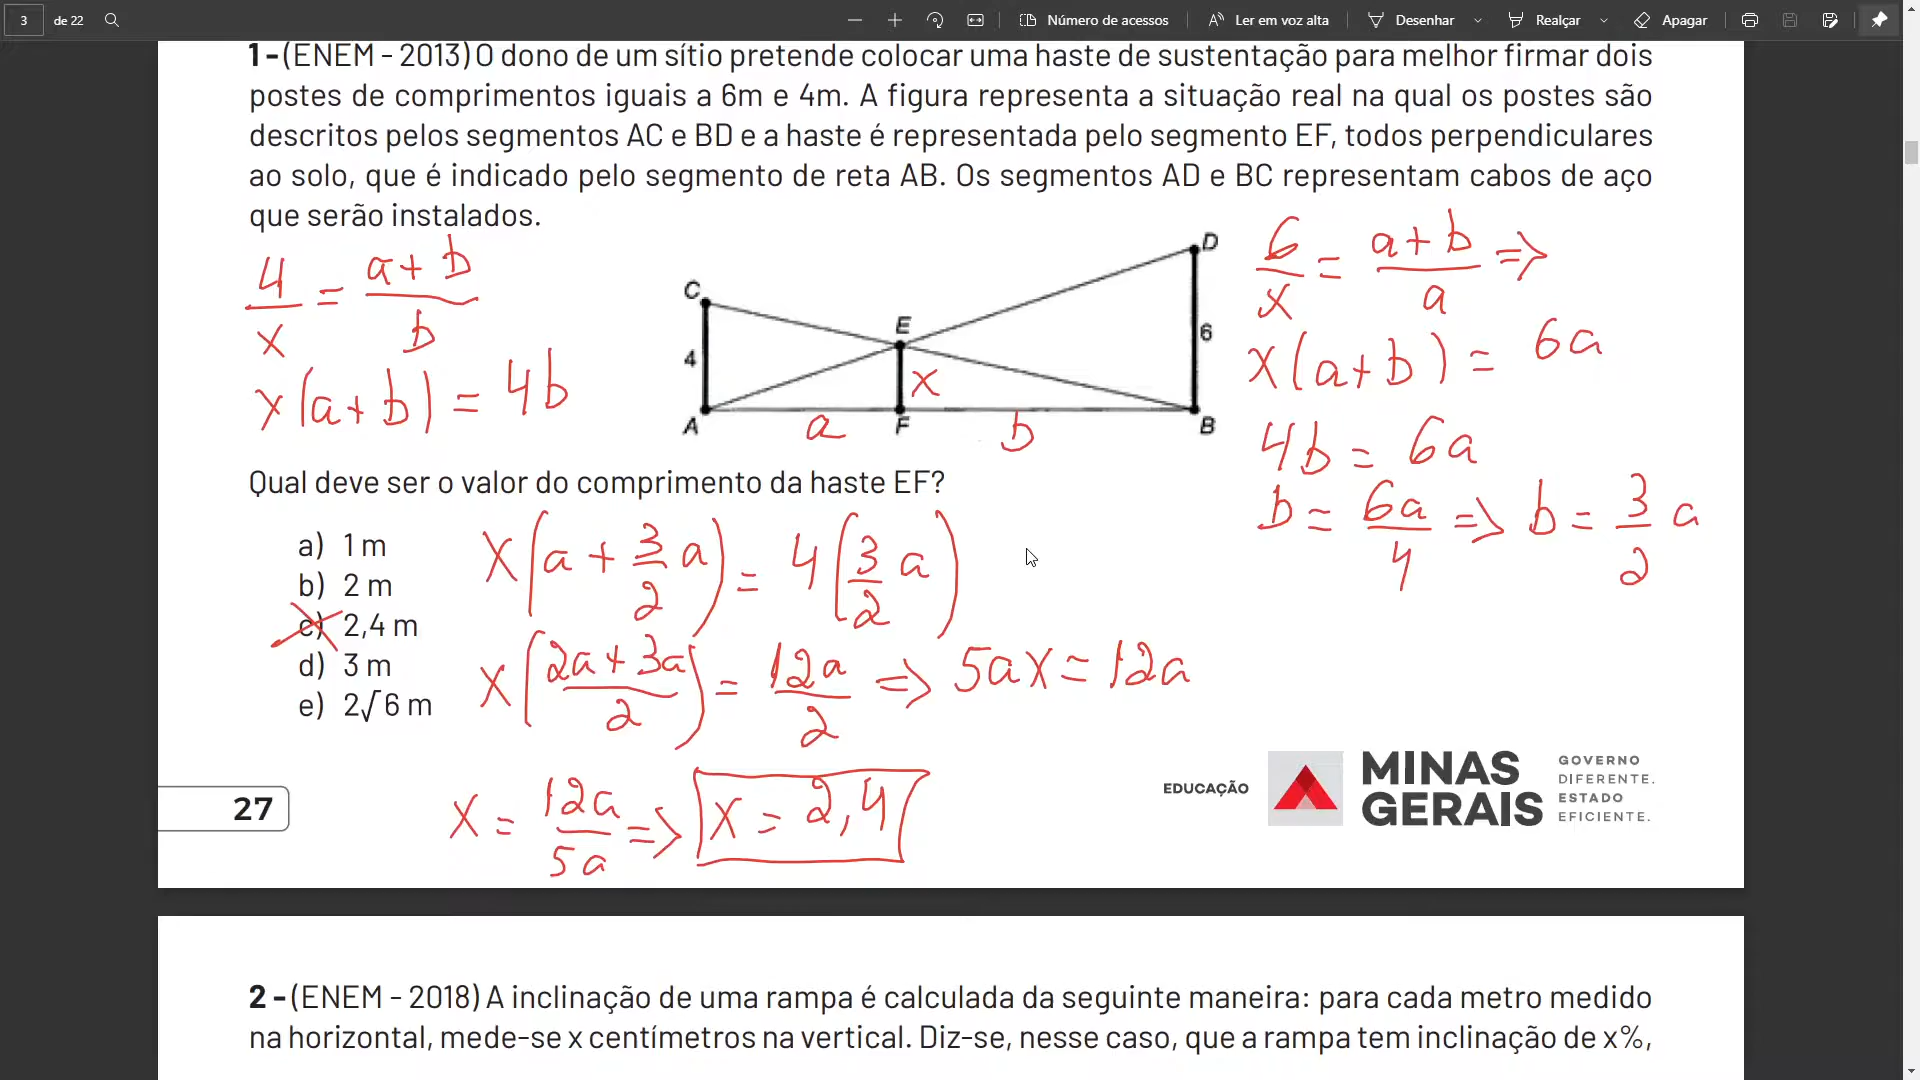 3 de 22 Número de acessos Ler em voz alta Desenhar Realçar Apagar
1 - (ENEM - 2013) O dono de um sítio pretende colocar uma haste de sustentação para melhor firmar dois
postes de comprimentos iguais a 6m e 4m. A figura representa a situação real na qual os postes são
descritos pelos segmentos AC e BD e a haste é representada pelo segmento EF, todos perpendiculares
ao solo, que é indicado pelo segmento de reta AB. Os segmentos AD e BC representam cabos de aço
que serão instalados.
4/x = (a+b)/b
x(a+b) = 4b
C
D
E
4
x
6
A
F
B
a
b
6/x = (a+b)/a ⇒
x(a+b) = 6a
4b = 6a
b = 6a/4 ⇒ b = 3/2 a
Qual deve ser o valor do comprimento da haste EF?
a) 1 m
b) 2 m
c) 2,4 m
d) 3 m
e) 2√6 m
x(a + 3/2 a) = 4(3/2 a)
x((2a+3a)/2) = 12a/2 ⇒ 5ax = 12a
x = 12a/5a ⇒ x = 2,4
27
EDUCAÇÃO
MINAS
GERAIS
GOVERNO
DIFERENTE.
ESTADO
EFICIENTE.
2 - (ENEM - 2018) A inclinação de uma rampa é calculada da seguinte maneira: para cada metro medido
na horizontal, mede-se x centímetros na vertical. Diz-se, nesse caso, que a rampa tem inclinação de x%,